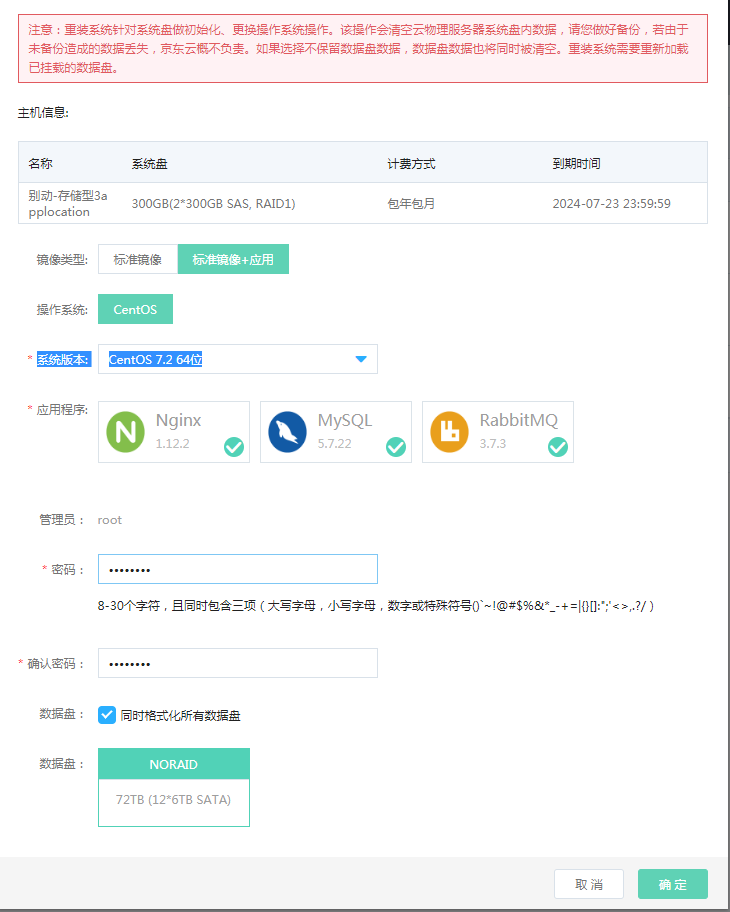 注意：重装系统针对系统盘做初始化、更换操作系统操作。该操作会清空云物理服务器系统盘内数据，请您做好备份，若由于
未备份造成的数据丢失，京东云概不负责。如果选择不保留数据盘数据，数据盘数据也将同时被清空。重装系统需要重新加载
已挂载的数据盘。
主机信息:
名称 系统盘 计费方式 到期时间
别动-存储型3a
pplocation 300GB(2*300GB SAS, RAID1) 包年包月 2024-07-23 23:59:59
镜像类型: 标准镜像 标准镜像+应用
操作系统: CentOS
* 系统版本: CentOS 7.2 64位
* 应用程序: Nginx MySQL RabbitMQ
1.12.2 5.7.22 3.7.3
管理员： root
* 密码： ••••••••
8-30个字符，且同时包含三项（大写字母，小写字母，数字或特殊符号()`~!@#$%&*_-+=|{}[]:";'<>,.?/ ）
* 确认密码： ••••••••
数据盘： 同时格式化所有数据盘
数据盘： NORAID
72TB (12*6TB SATA)
取 消 确 定